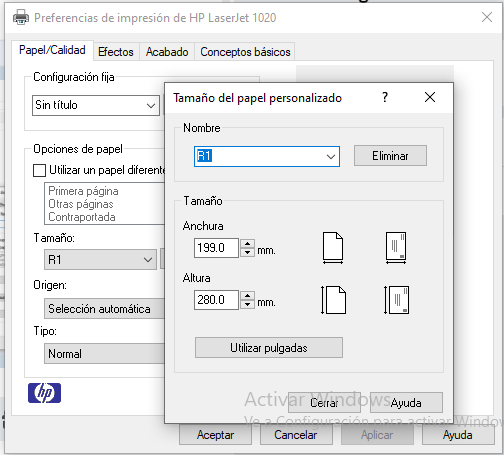 Preferencias de impresión de HP LaserJet 1020
Papel/Calidad Efectos Acabado Conceptos básicos
Configuración fija
Sin título
Tamaño del papel personalizado ? ×
Nombre
R1 Eliminar
Opciones de papel
Utilizar un papel diferente
Primera página
Otras páginas
Contraportada
Tamaño:
R1
Origen:
Selección automática
Tipo:
Normal
Tamaño
Anchura
199.0 mm.
Altura
280.0 mm.
Utilizar pulgadas
Cerrar Ayuda
hp
Activar Windows
Ve a Configuración para activar Windows
Aceptar Cancelar Aplicar Ayuda